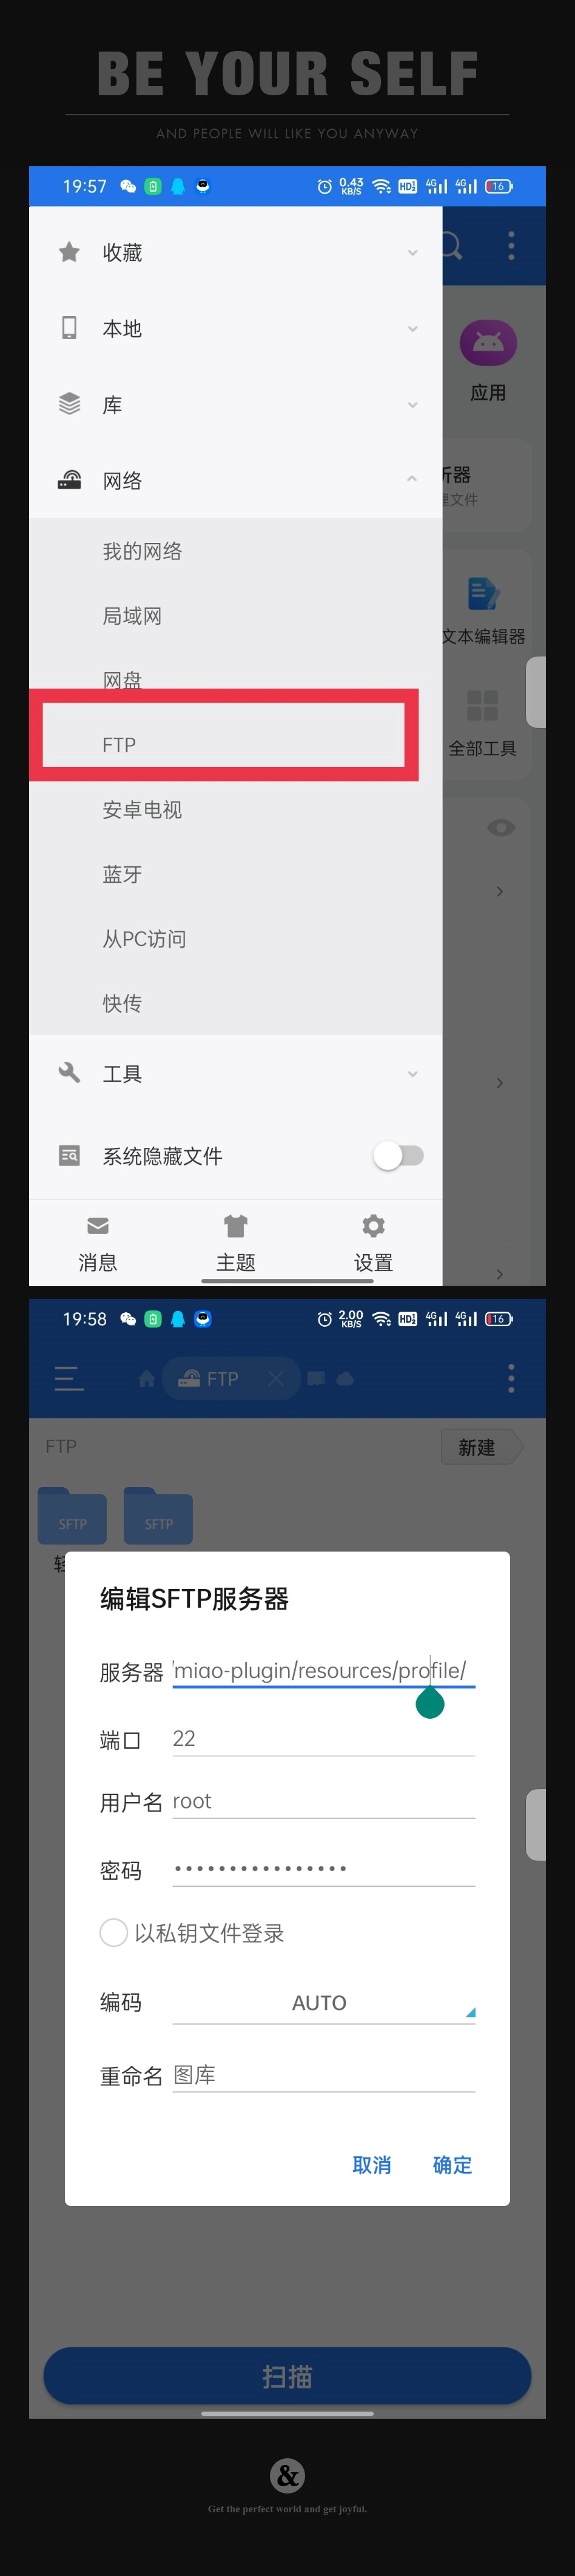 BE YOUR SELF
AND PEOPLE WILL LIKE YOU ANYWAY
19:57
0.43 KB/S HD 4G 4G 16
收藏
本地
应用
库
网络
听器
理文件
我的网络
局域网
文本编辑器
网盘
FTP
全部工具
安卓电视
蓝牙
从PC访问
快传
工具
系统隐藏文件
消息 主题 设置
19:58
2.00 KB/S HD 4G 4G 16
FTP
FTP
新建
SFTP SFTP
编辑SFTP服务器
服务器 /miao-plugin/resources/profile/
端口 22
用户名 root
密码 ••••••••••••••••
以私钥文件登录
编码 AUTO
重命名 图库
取消 确定
扫描
&
Get the perfect world and get joyful.